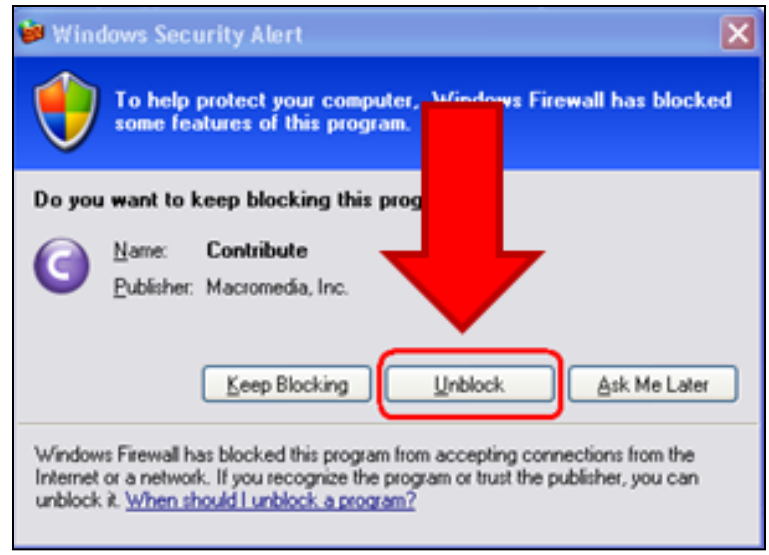 Windows Security Alert
To help protect your computer, Windows Firewall has blocked
some features of this program.
Do you want to keep blocking this prog
Name: Contribute
Publisher: Macromedia, Inc.
Keep Blocking
Unblock
Ask Me Later
Windows Firewall has blocked this program from accepting connections from the
Internet or a network. If you recognize the program or trust the publisher, you can
unblock it. When should I unblock a program?